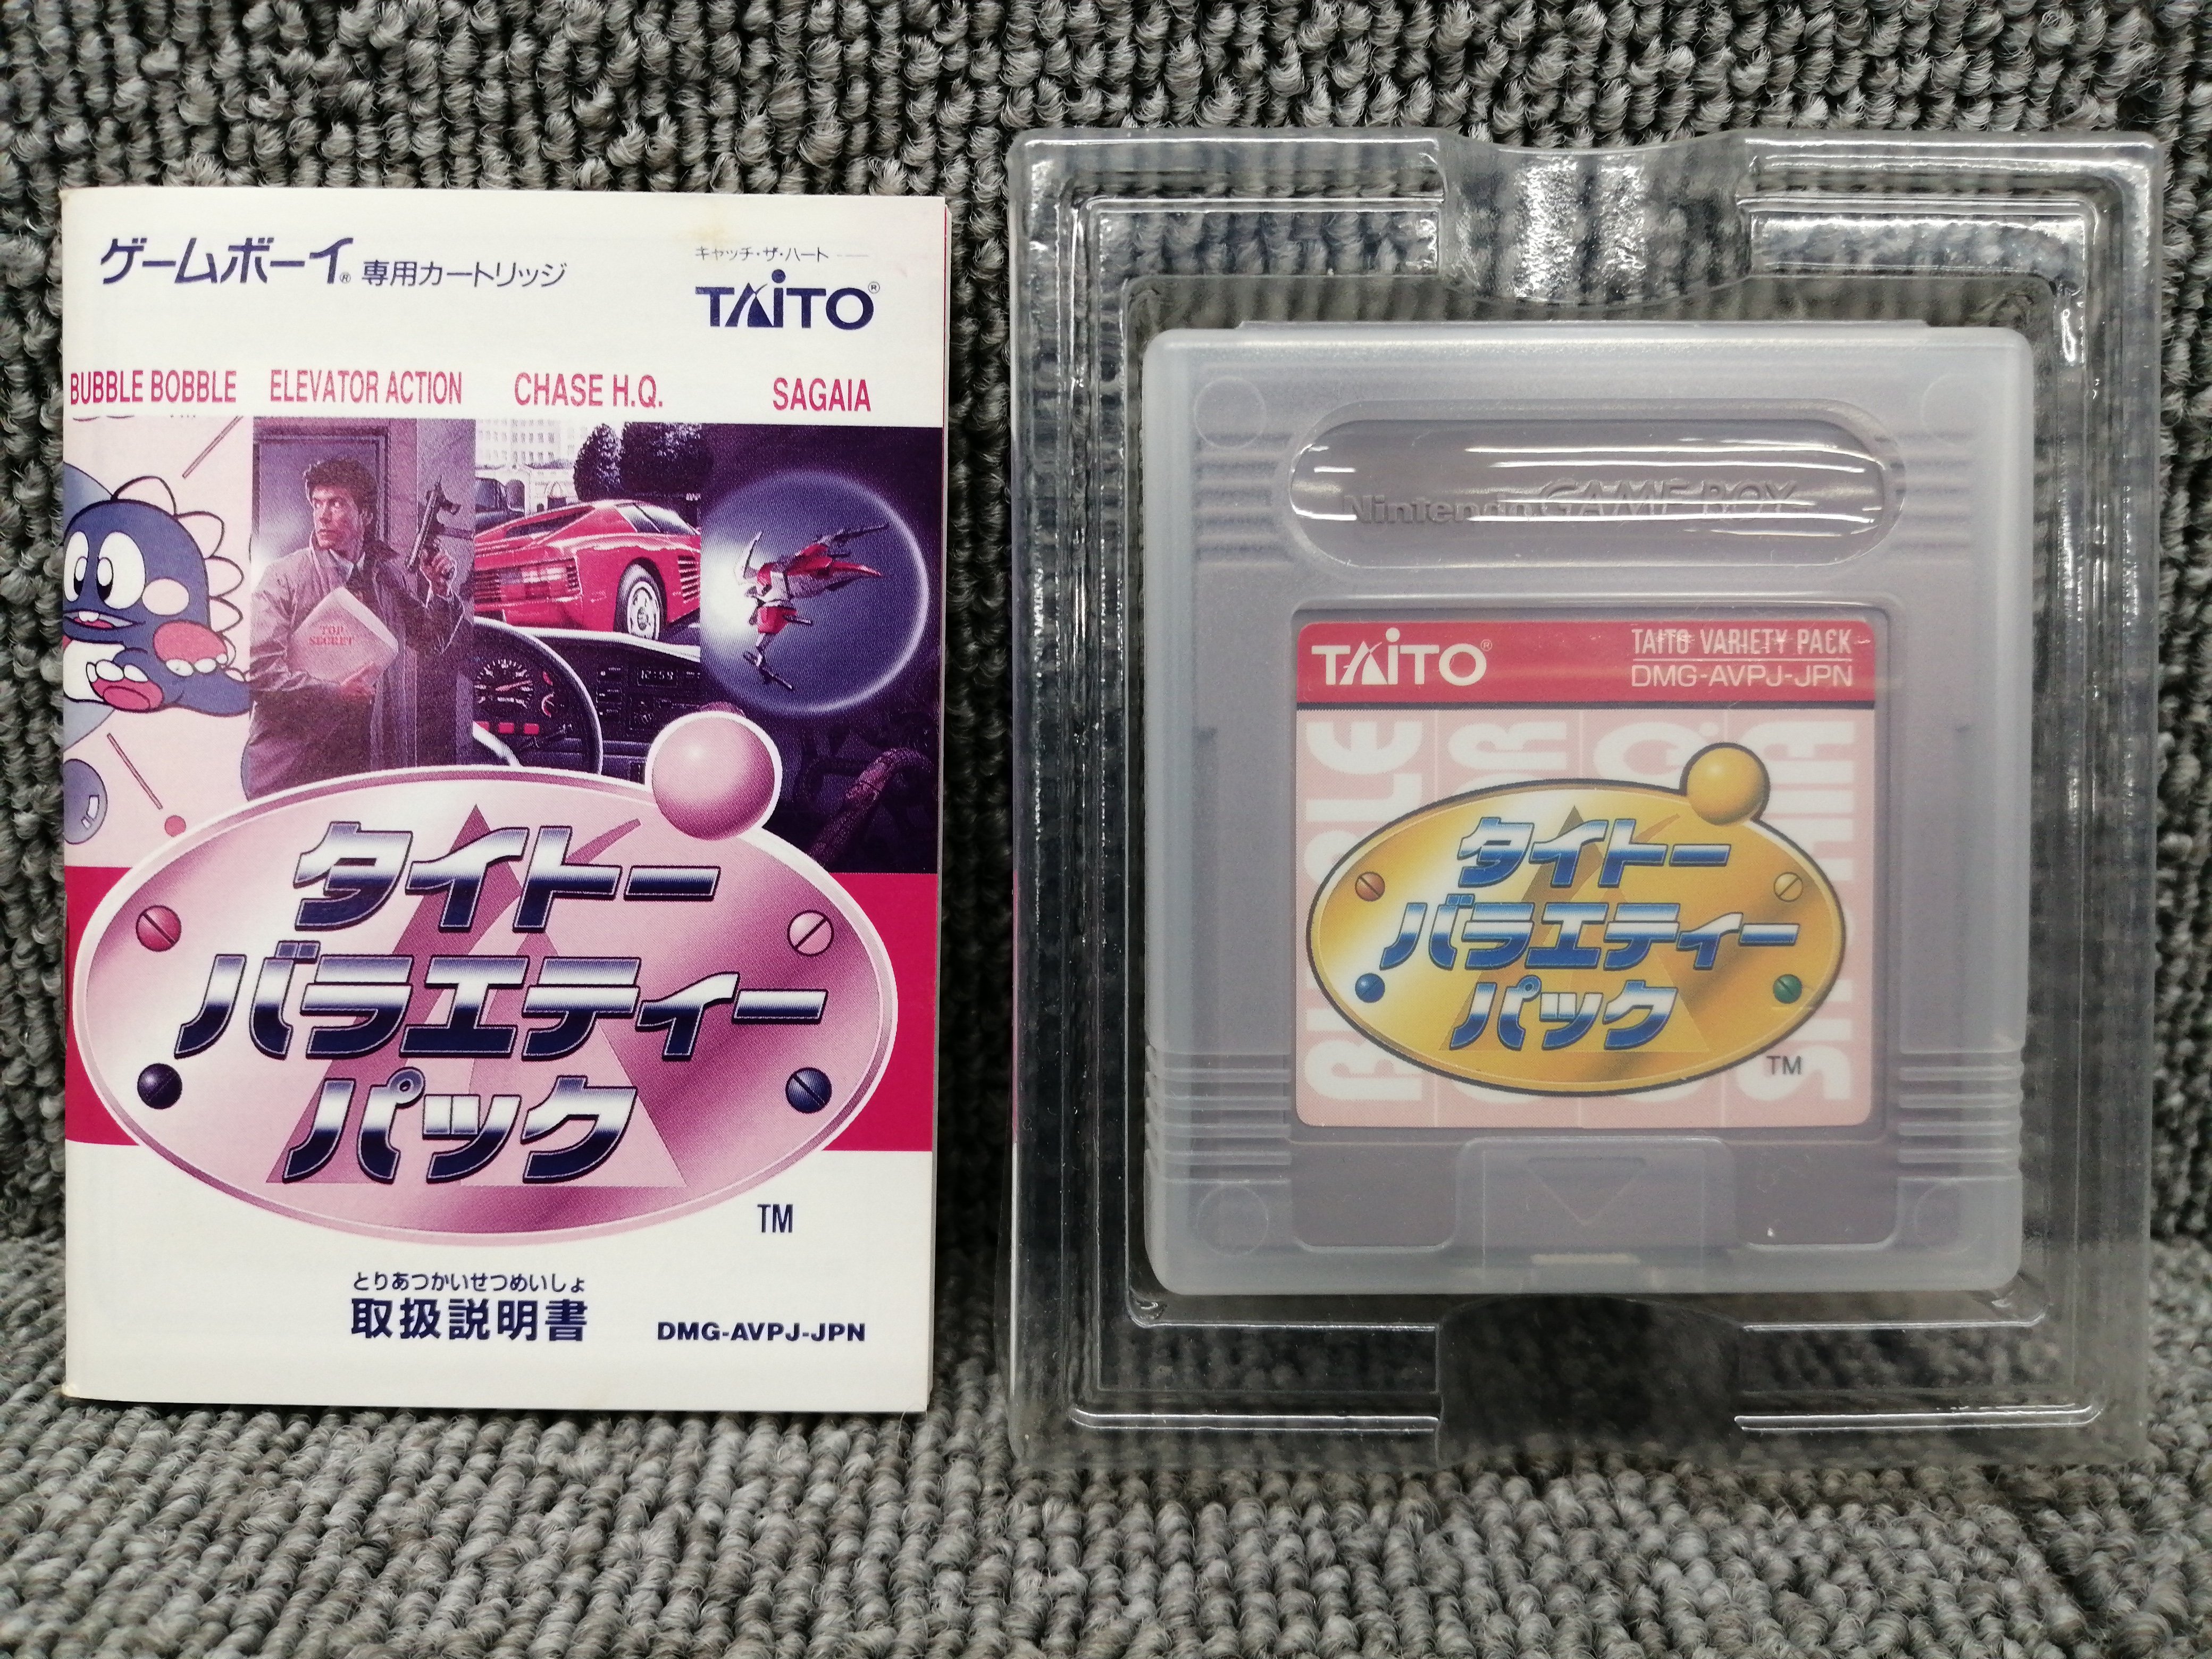 ゲームボーイ® 専用カートリッジ
キャッチ・ザ・ハート
TAITO®
BUBBLE BOBBLE ELEVATOR ACTION CHASE H.Q. SAGAIA
TOP
SECRET
12:59
タイトー
バラエティー
パック
TM
とりあつかいせつめいしょ
取扱説明書
DMG-AVPJ-JPN
Nintendo GAME BOY
TAITO®
TAITO VARIETY PACK
DMG-AVPJ-JPN
タイトー
バラエティー
パック
TM